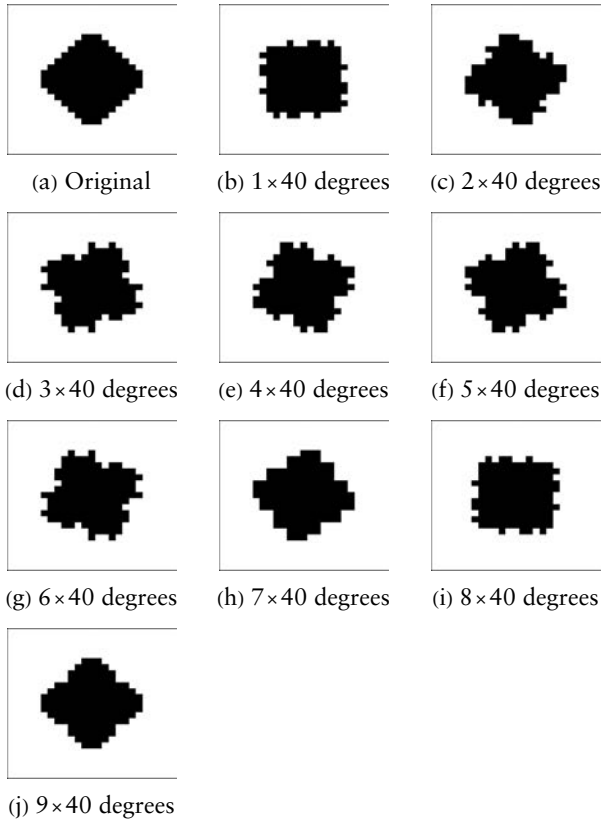 (a) Original
(b) 1×40 degrees
(c) 2×40 degrees
(d) 3×40 degrees
(e) 4×40 degrees
(f) 5×40 degrees
(g) 6×40 degrees
(h) 7×40 degrees
(i) 8×40 degrees
(j) 9×40 degrees